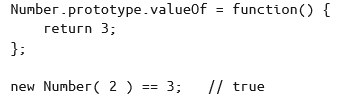 Number.prototype.valueOf = function() {
    return 3;
};

new Number( 2 ) == 3;   // true